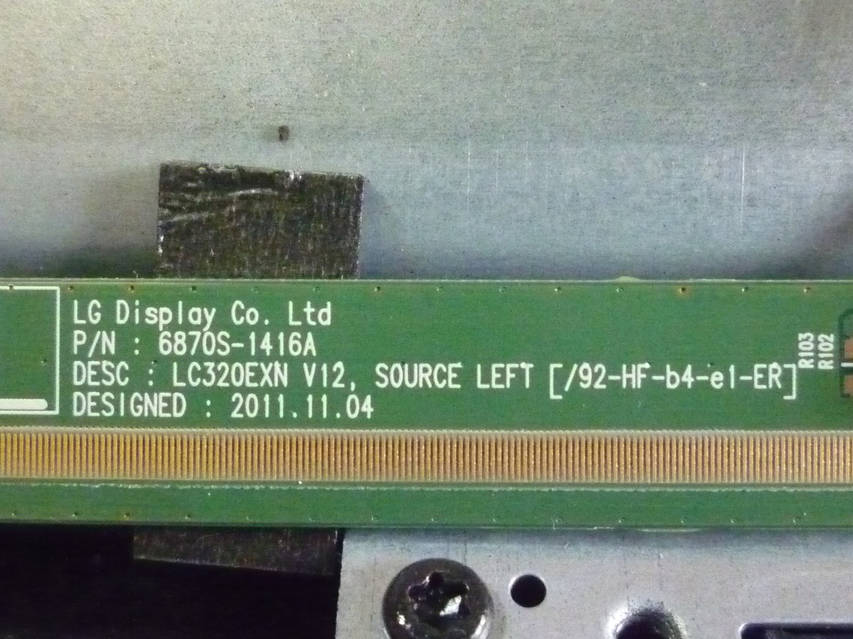 LG Display Co. Ltd
P/N : 6870S-1416A
DESC : LC320EXN V12, SOURCE LEFT [/92-HF-b4-e1-ER]
DESIGNED : 2011.11.04
R103
R102